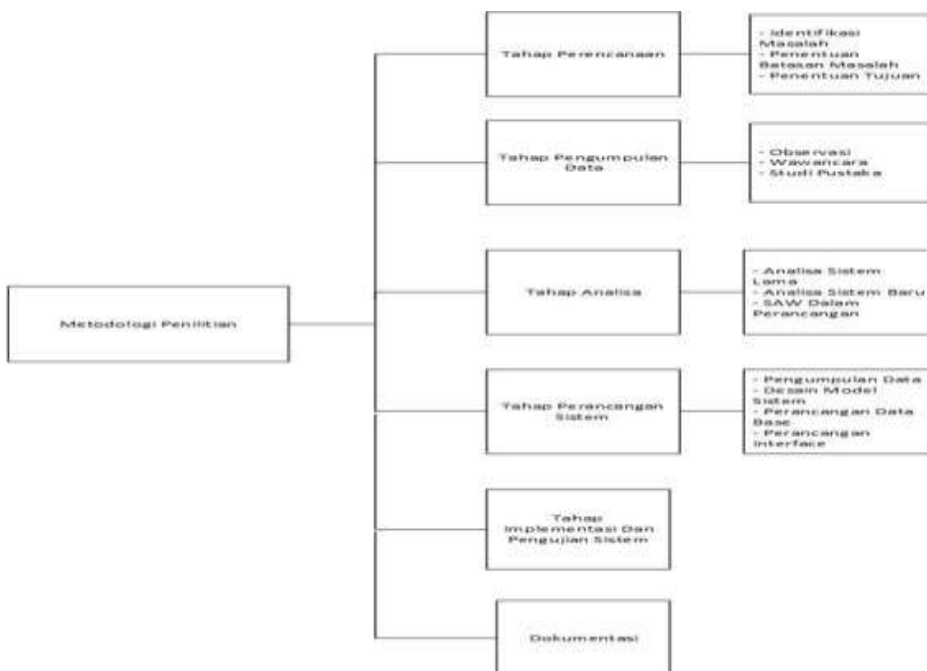 Tahap Perencanaan
- Identifikasi
Masalah
- Penentuan
Batasan Masalah
- Penentuan Tujuan
Tahap Pengumpulan
Data
- Observasi
- Wawancara
- Studi Pustaka
Metodologi Penilitian
Tahap Analisa
- Analisa Sistem
Lama
- Analisa Sistem Baru
- SAW Dalam
Perancangan
Tahap Perancangan
Sistem
- Pengumpulan Data
- Desain Model
Sistem
- Perancangan Data
Base
- Perancangan
Interface
Tahap
Implementasi Dan
Pengujian Sistem
Dokumentasi